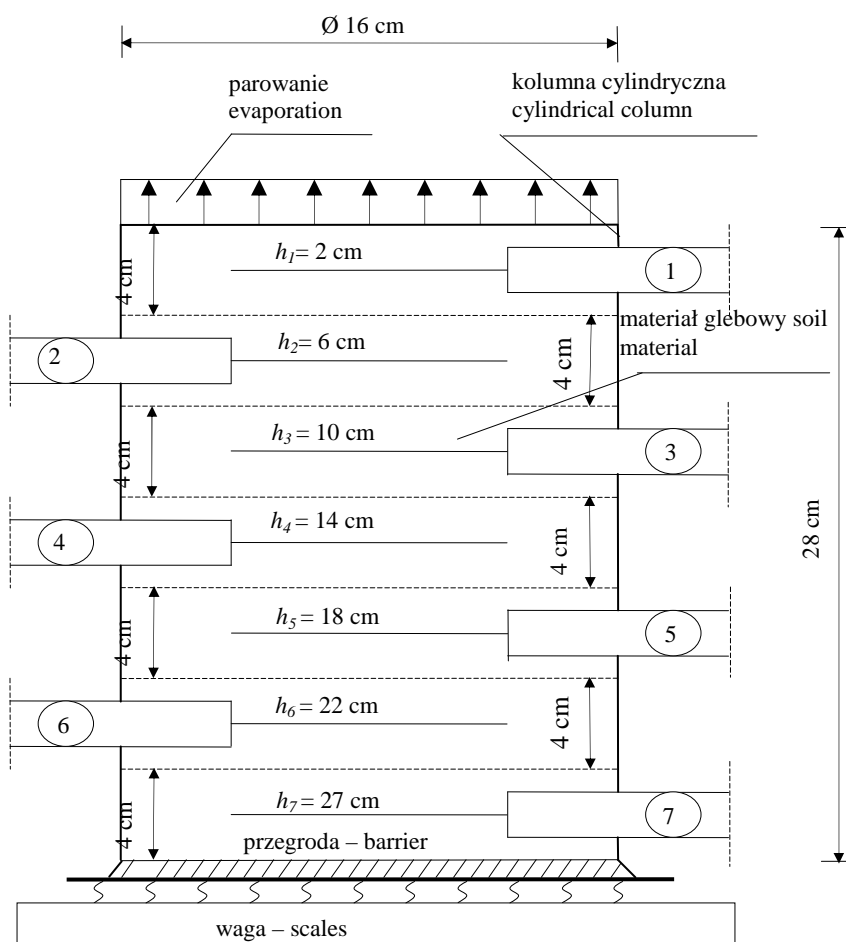 Ø 16 cm
parowanie
evaporation
kolumna cylindryczna
cylindrical column
h1= 2 cm
1
4 cm
materiał glebowy soil
material
2
h2= 6 cm
4 cm
h3= 10 cm
3
4 cm
4
h4= 14 cm
4 cm
28 cm
h5= 18 cm
5
4 cm
6
h6= 22 cm
4 cm
h7= 27 cm
7
4 cm
przegroda – barrier
waga – scales